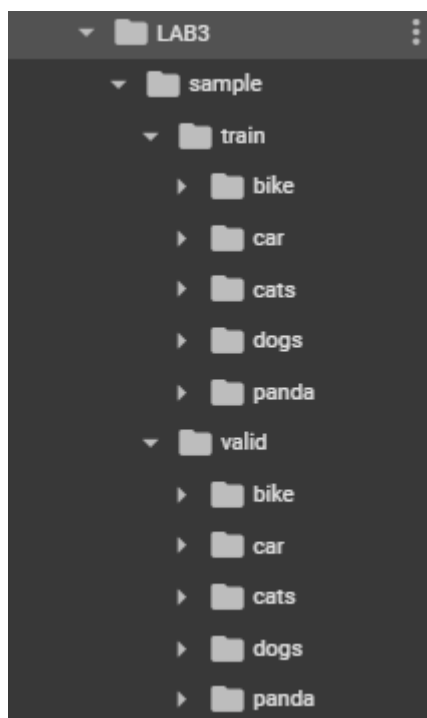 LAB3
sample
train
bike
car
cats
dogs
panda
valid
bike
car
cats
dogs
panda